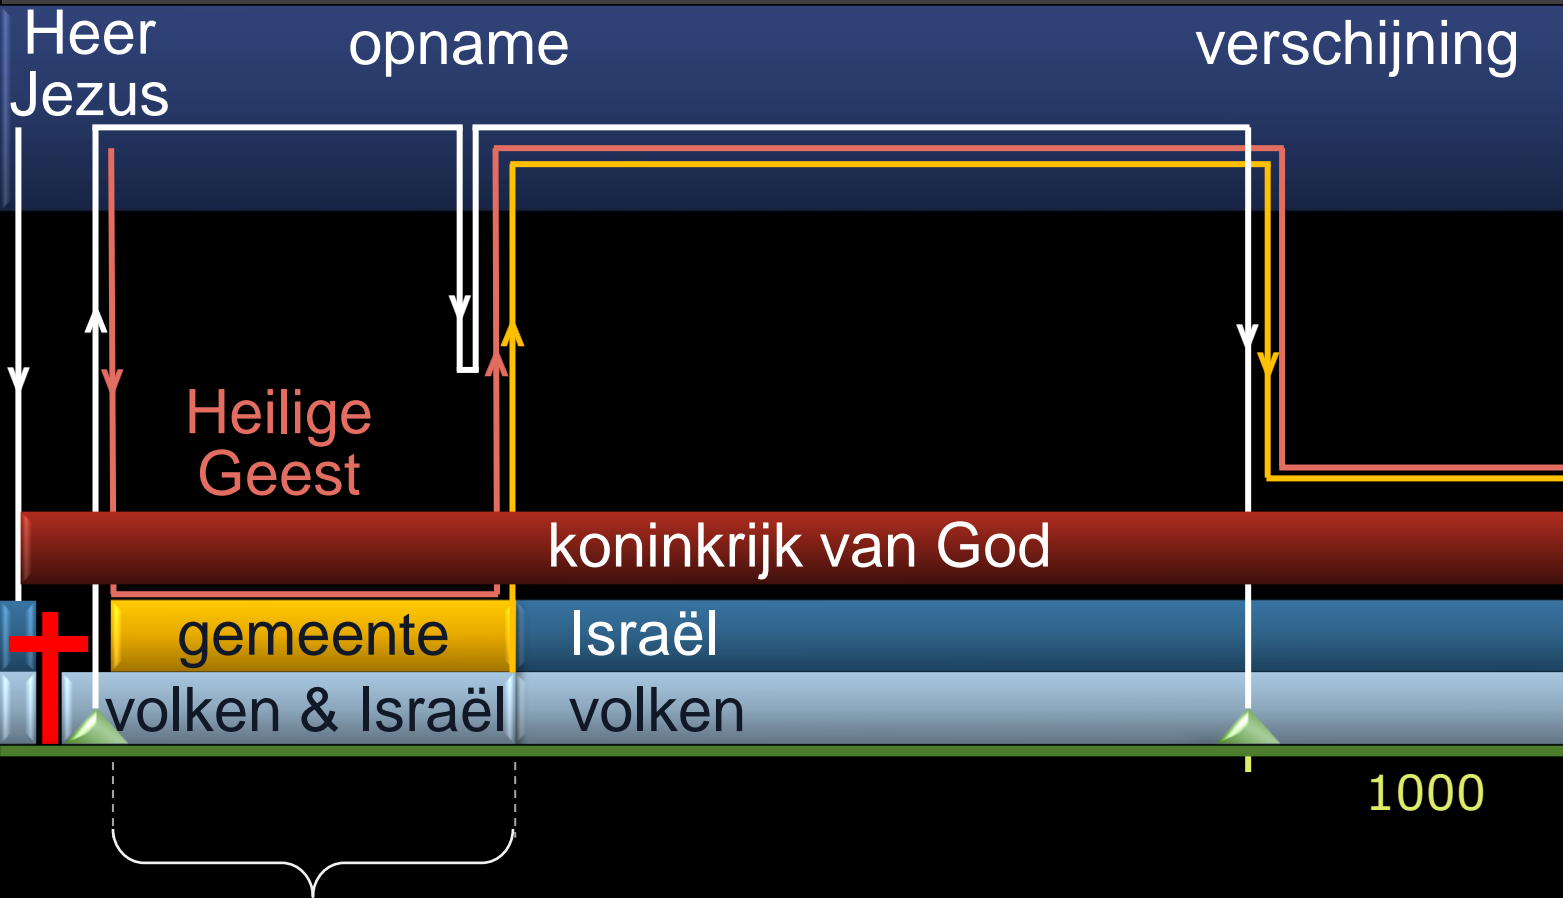 Heer
Jezus
opname
verschijning
Heilige
Geest
koninkrijk van God
gemeente
Israël
volken & Israël
volken
1000